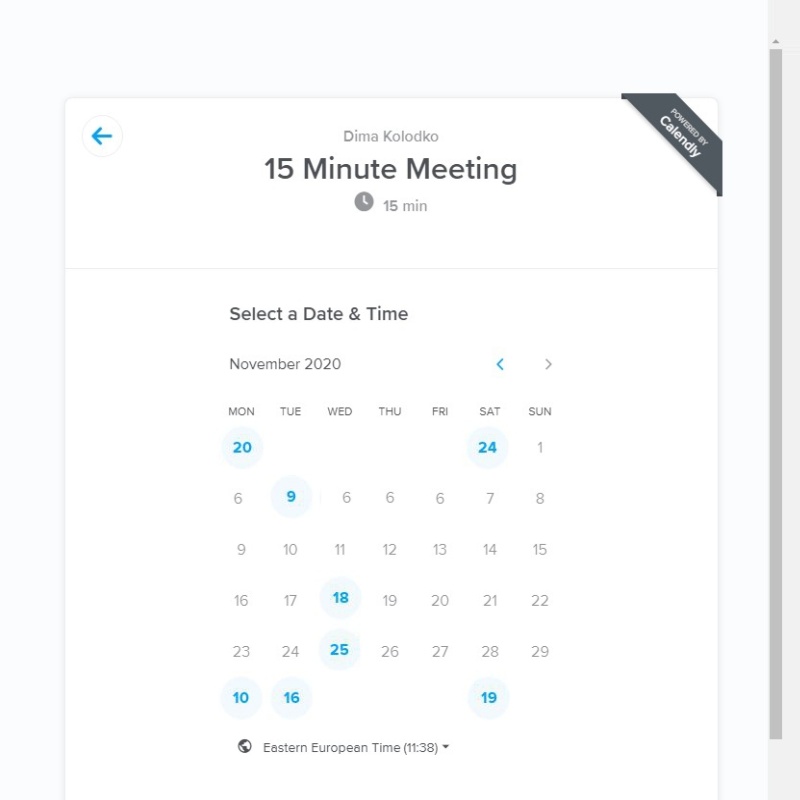 POWERED BY
Calendly
Dima Kolodko
15 Minute Meeting
15 min
Select a Date & Time
November 2020
MON TUE WED THU FRI SAT SUN
20 24 1
6 9 6 6 6 7 8
9 10 11 12 13 14 15
16 17 18 19 20 21 22
23 24 25 26 27 28 29
10 16 19
Eastern European Time (11:38)